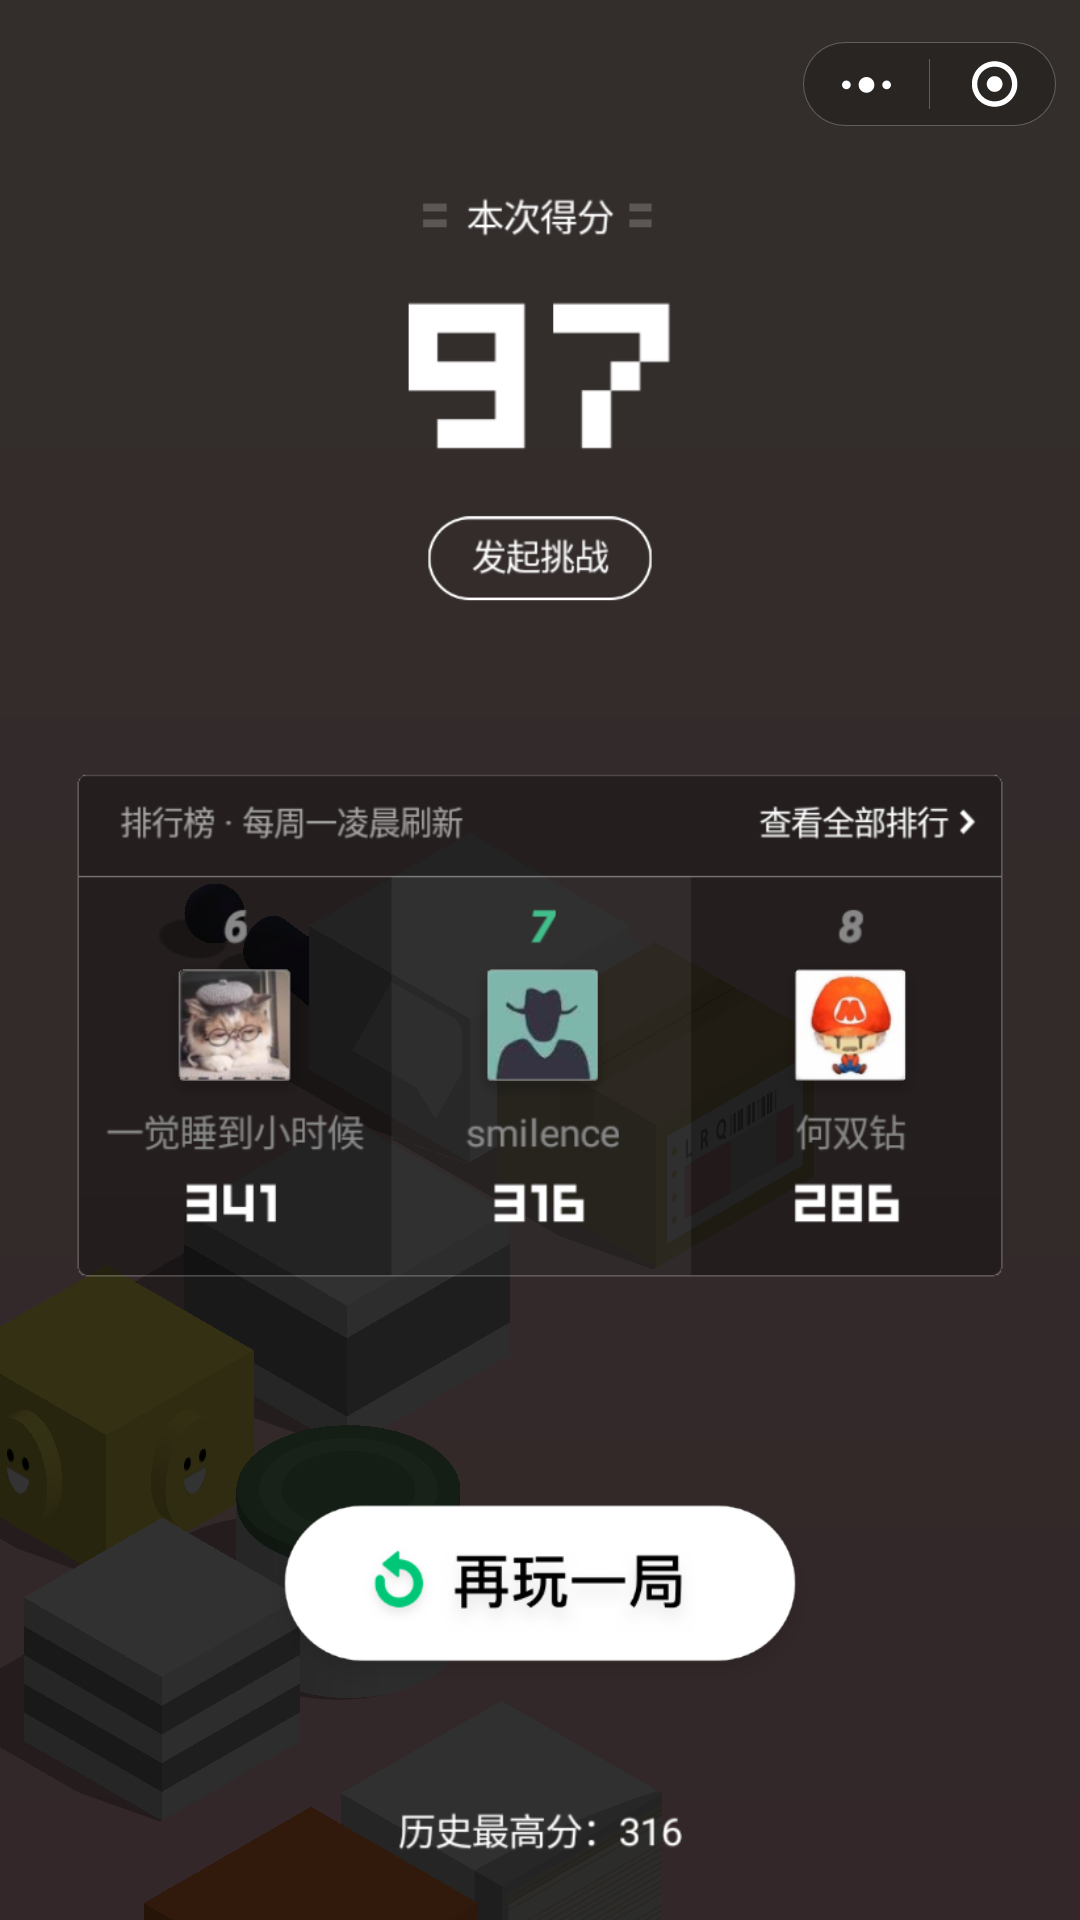 本次得分
97
发起挑战
排行榜 · 每周一凌晨刷新
查看全部排行
6
7
8
一觉睡到小时候
smilence
何双钻
341
316
286
L R Q
再玩一局
历史最高分：316